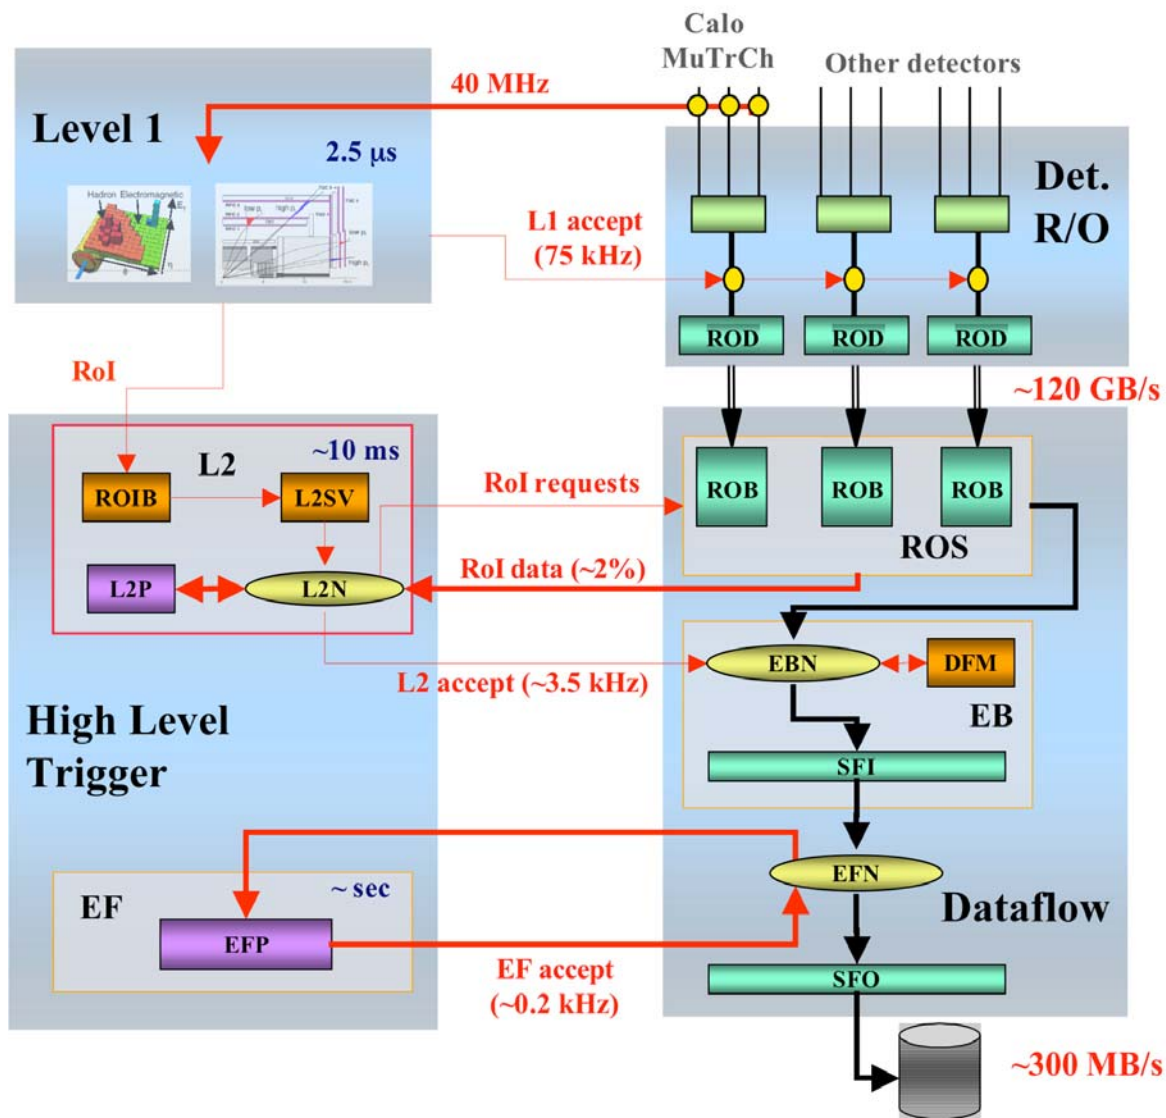 Calo
MuTrCh
Other detectors
40 MHz
Level 1
2.5 μs
Hadron Electromagnetic
Det.
R/O
L1 accept
(75 kHz)
ROD
ROD
ROD
RoI
~120 GB/s
L2
~10 ms
ROIB
L2SV
RoI requests
ROB
ROB
ROB
ROS
L2P
L2N
RoI data (~2%)
EBN
DFM
L2 accept (~3.5 kHz)
EB
High Level
Trigger
SFI
EF
~ sec
EFN
EFP
Dataflow
EF accept
(~0.2 kHz)
SFO
~300 MB/s